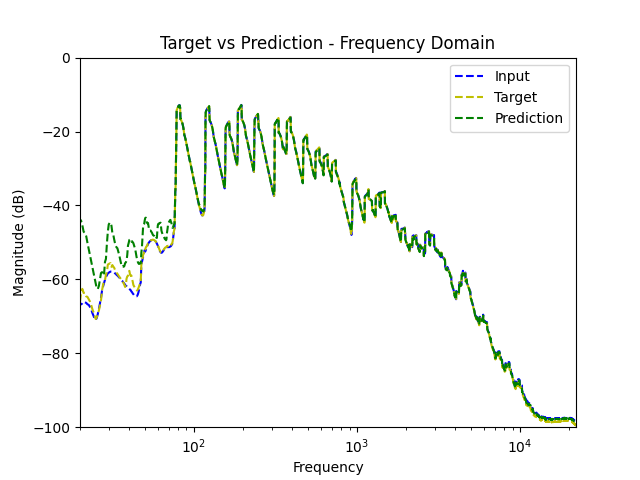 Target vs Prediction - Frequency Domain
Magnitude (dB)
0
−20
−40
−60
−80
−100
Input
Target
Prediction
10²
10³
10⁴
Frequency